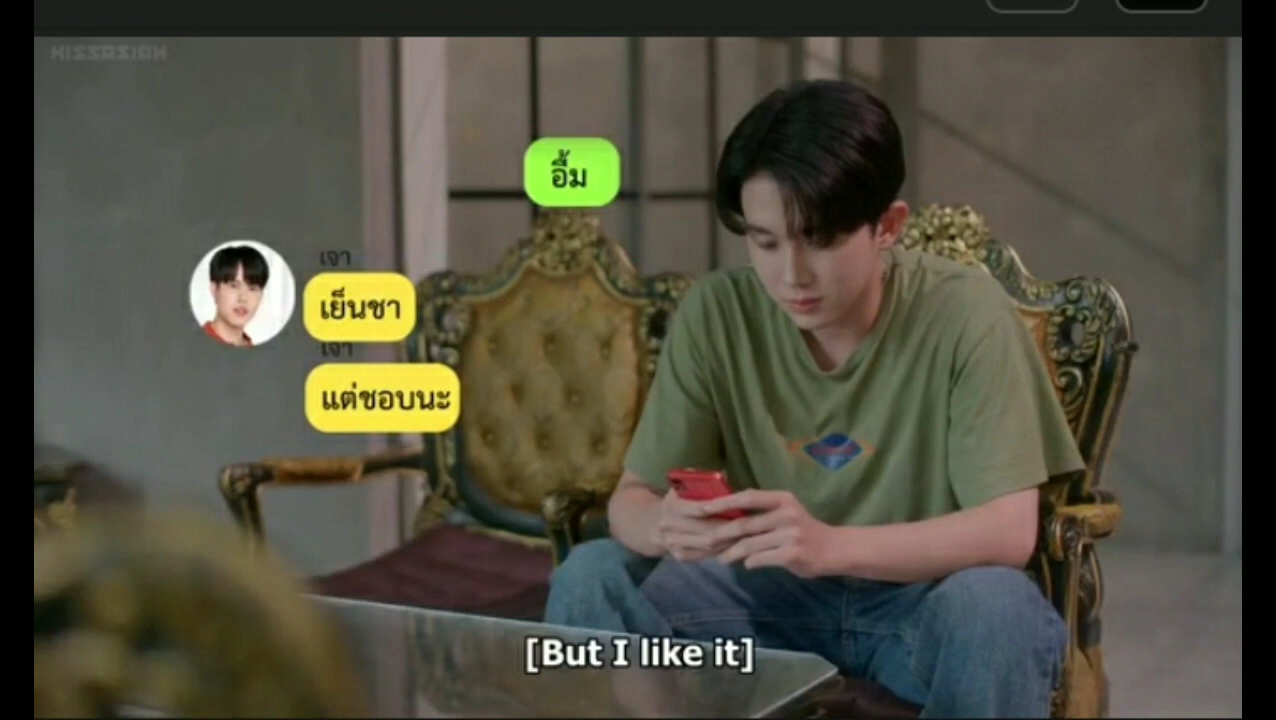 KISSASIAN
อื้ม
เจา
เย็นชา
เจา
แต่ชอบนะ
[But I like it]